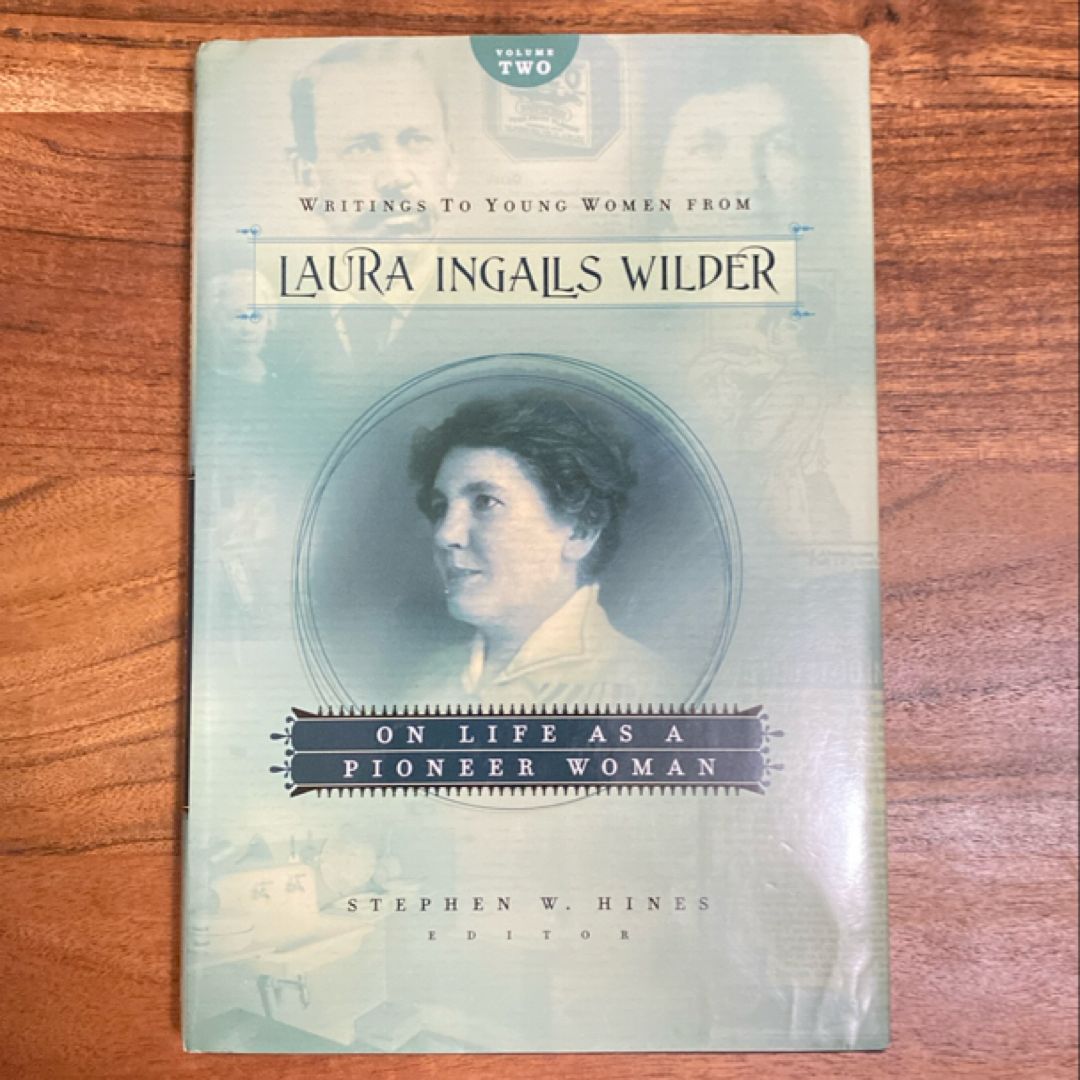 VOLUME
TWO
WRITINGS TO YOUNG WOMEN FROM
LAURA INGALLS WILDER
ON LIFE AS A
PIONEER WOMAN
STEPHEN W. HINES
EDITOR